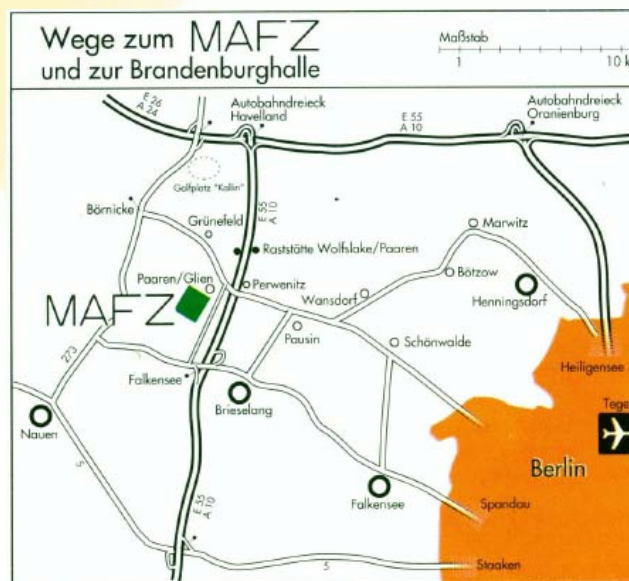 Wege zum MAFZ
und zur Brandenburghalle
Maßstab
1 10 k
E 26
A 24
Autobahndreieck
Havelland
E 55
A 10
Autobahndreieck
Oranienburg
Golfplatz "Kallin"
Börnicke
Grünefeld
E 55
A 10
Marwitz
Raststätte Wolfslake/Paaren
Paaren/Glien
Perwenitz
Bötzow
Wansdorf
Henningsdorf
MAFZ
Pausin
Schönwalde
273
Heiligensee
Falkensee
Brieselang
Nauen
Tege
5
Berlin
Falkensee
Spandau
E 55
A 10
5
Staaken